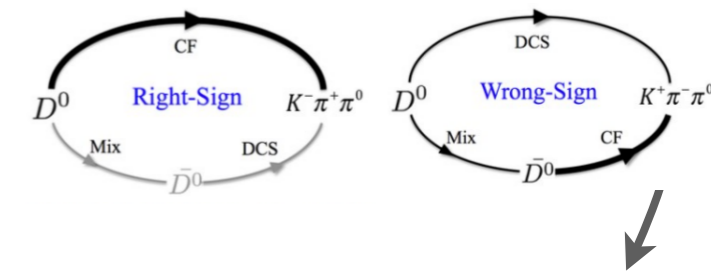 CF
D⁰ Right-Sign K⁻π⁺π⁰
Mix DCS
D̄⁰
DCS
D⁰ Wrong-Sign K⁺π⁻π⁰
Mix CF
D̄⁰